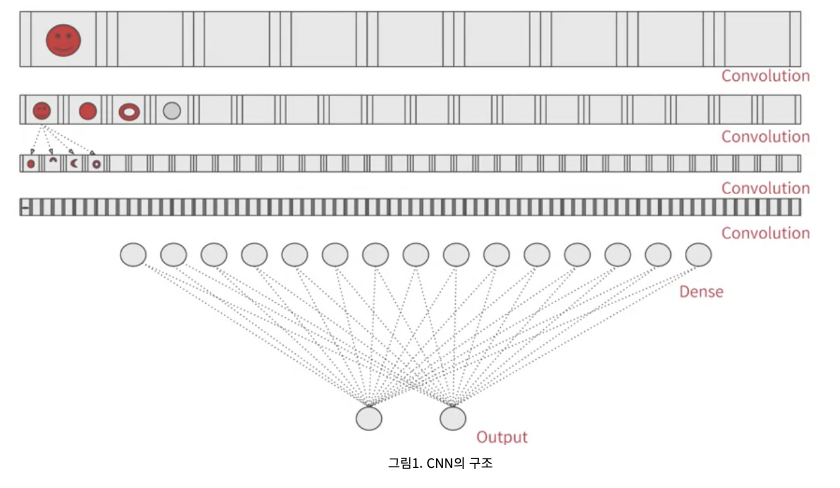 Convolution
Convolution
Convolution
Convolution
Dense
Output
그림1. CNN의 구조